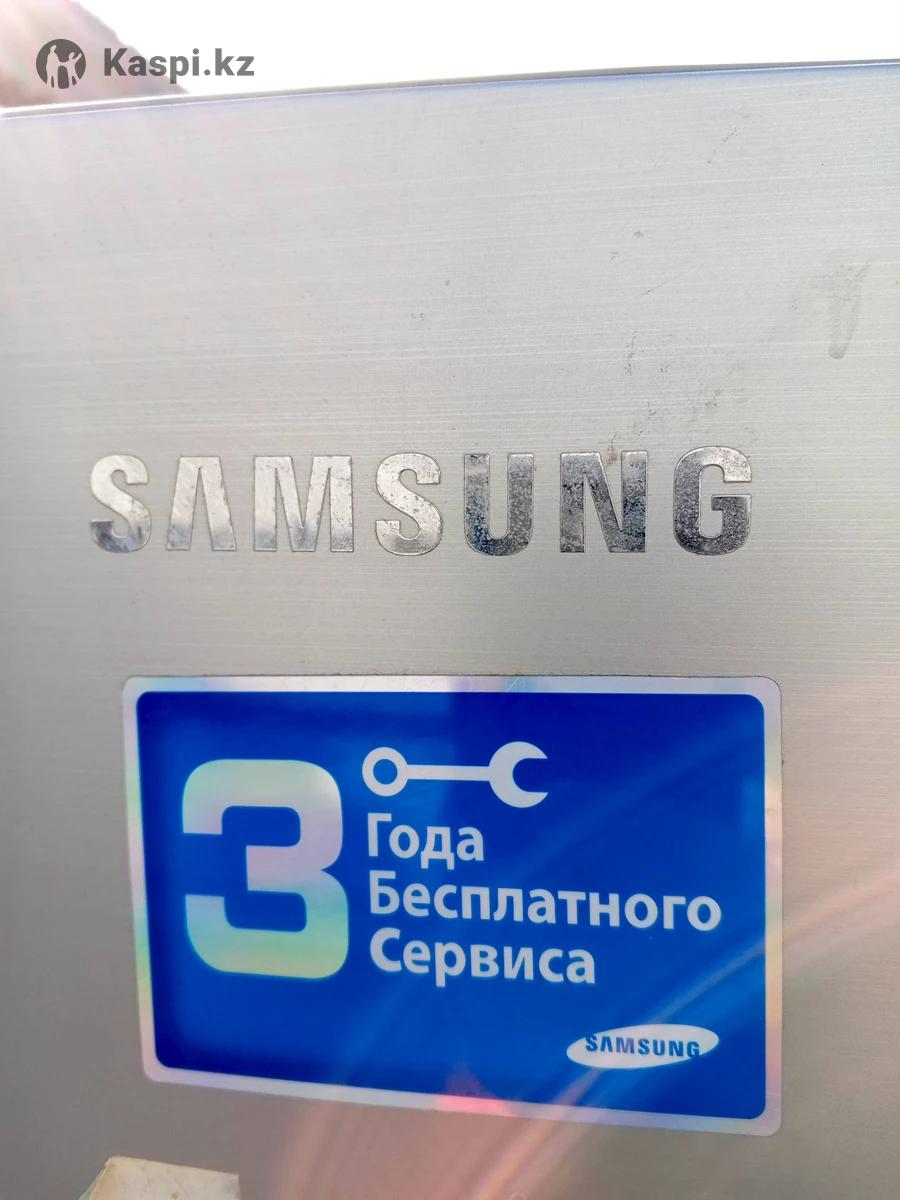 Kaspi.kz
SAMSUNG
3
Года
Бесплатного
Сервиса
SAMSUNG